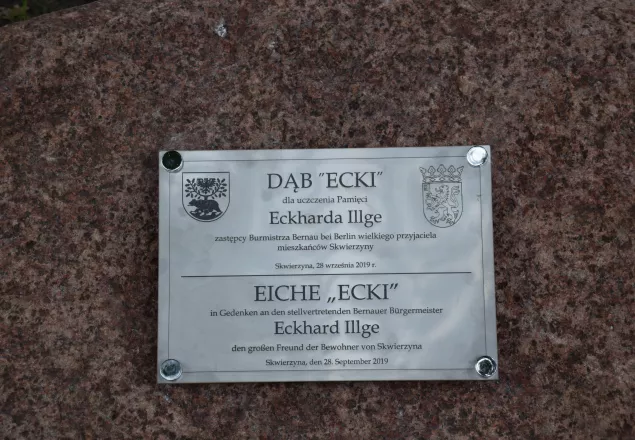 DĄB "ECKI"
dla uczczenia Pamięci
Eckharda Illge
zastępcy Burmistrza Bernau bei Berlin wielkiego przyjaciela
mieszkańców Skwierzyny
Skwierzyna, 28 września 2019 r.
EICHE „ECKI”
in Gedenken an den stellvertretenden Bernauer Bürgermeister
Eckhard Illge
den großen Freund der Bewohner von Skwierzyna
Skwierzyna, den 28. September 2019